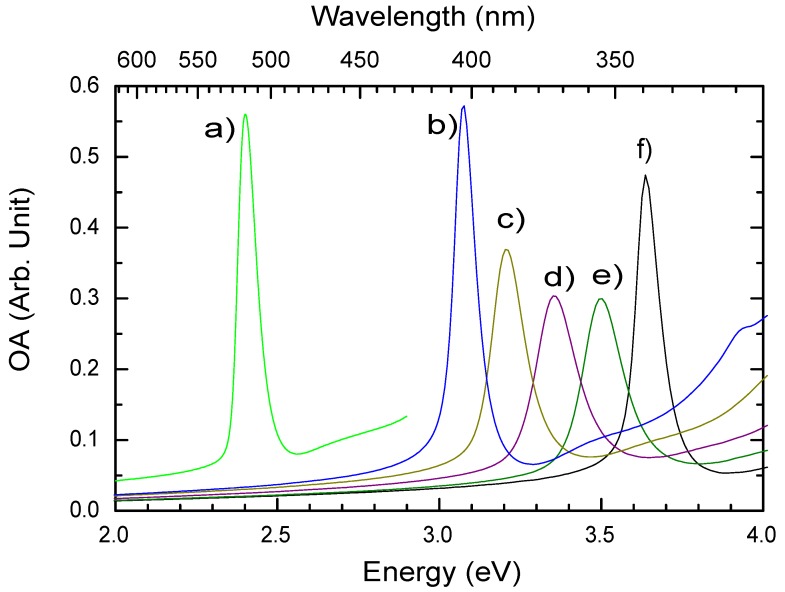 Wavelength (nm)
600 550 500 450 400 350
0.6
0.5
0.4
0.3
0.2
0.1
0.0
OA (Arb. Unit)
a)
b)
c)
d)
e)
f)
2.0 2.5 3.0 3.5 4.0
Energy (eV)